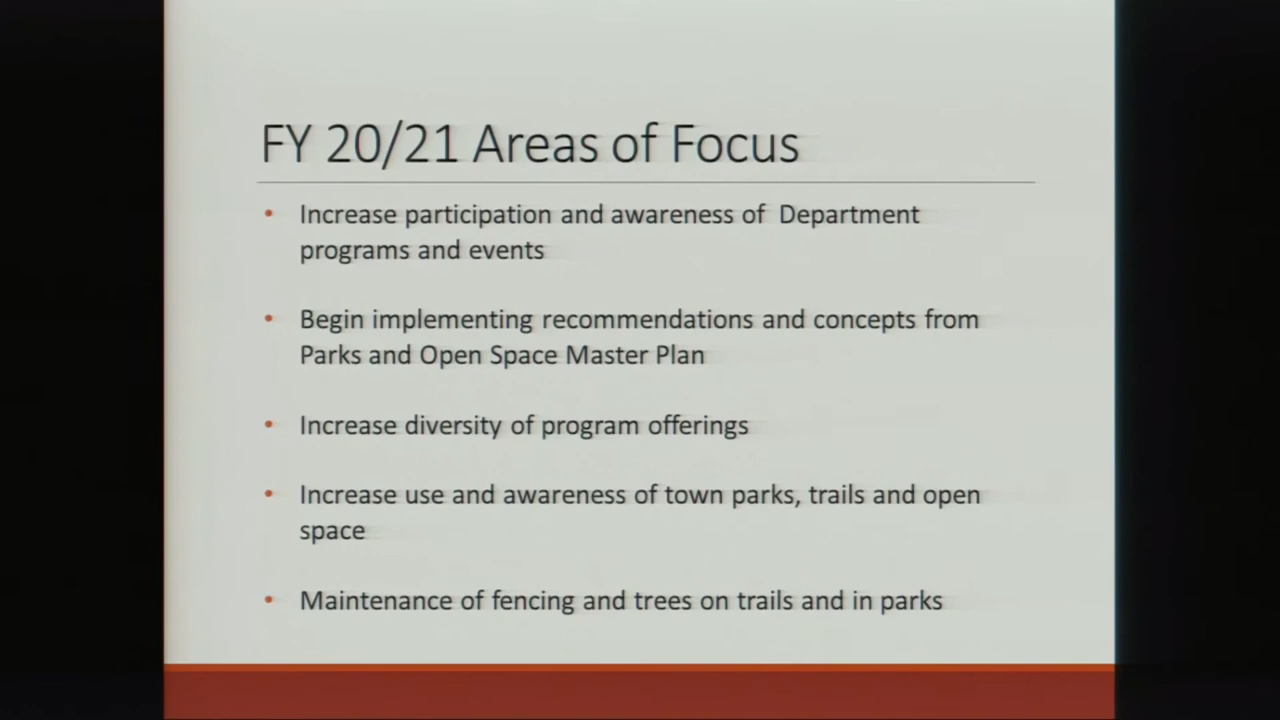 FY 20/21 Areas of Focus
• Increase participation and awareness of Department
programs and events
• Begin implementing recommendations and concepts from
Parks and Open Space Master Plan
• Increase diversity of program offerings
• Increase use and awareness of town parks, trails and open
space
• Maintenance of fencing and trees on trails and in parks